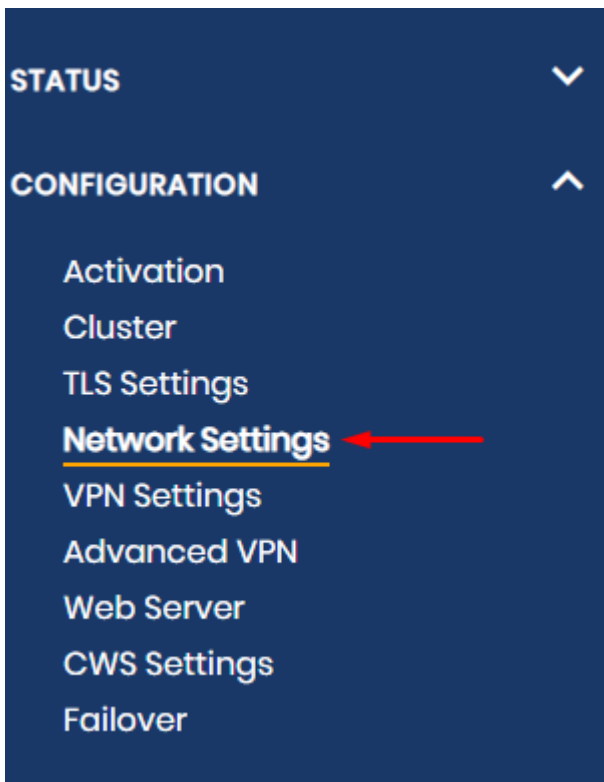 STATUS
CONFIGURATION
Activation
Cluster
TLS Settings
Network Settings
VPN Settings
Advanced VPN
Web Server
CWS Settings
Failover